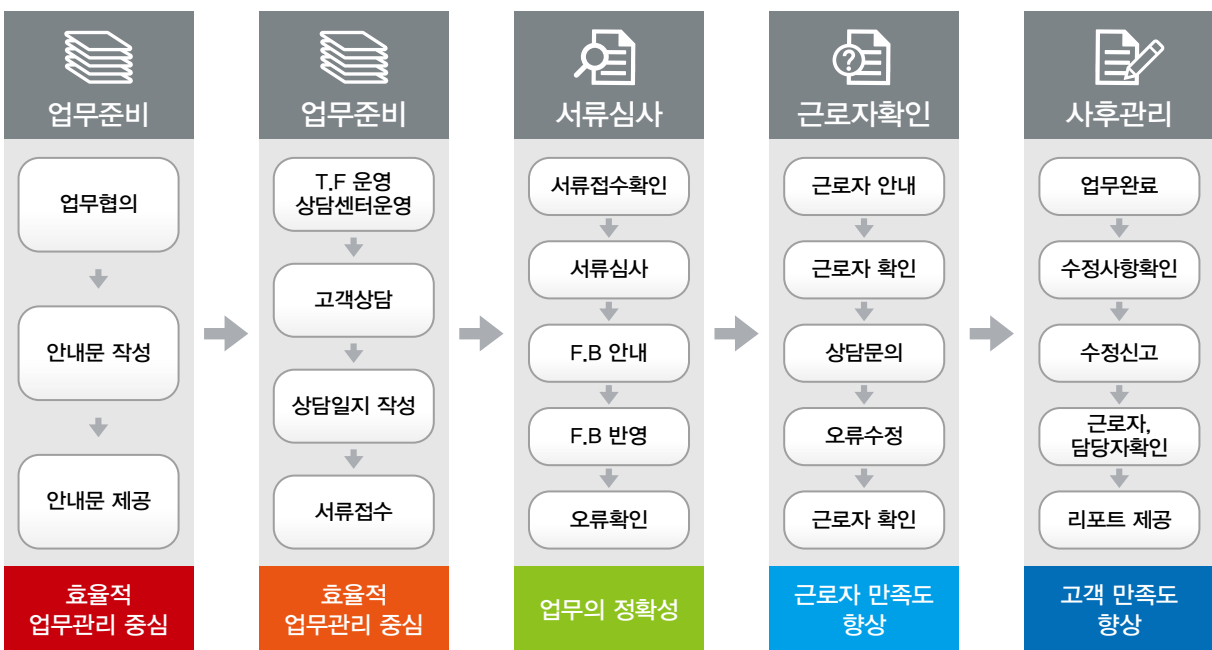 업무준비
업무협의
안내문 작성
안내문 제공
효율적
업무관리 중심
업무준비
T.F 운영
상담센터운영
고객상담
상담일지 작성
서류접수
효율적
업무관리 중심
서류심사
서류접수확인
서류심사
F.B 안내
F.B 반영
오류확인
업무의 정확성
근로자확인
근로자 안내
근로자 확인
상담문의
오류수정
근로자 확인
근로자 만족도
향상
사후관리
업무완료
수정사항확인
수정신고
근로자,
담당자확인
리포트 제공
고객 만족도
향상